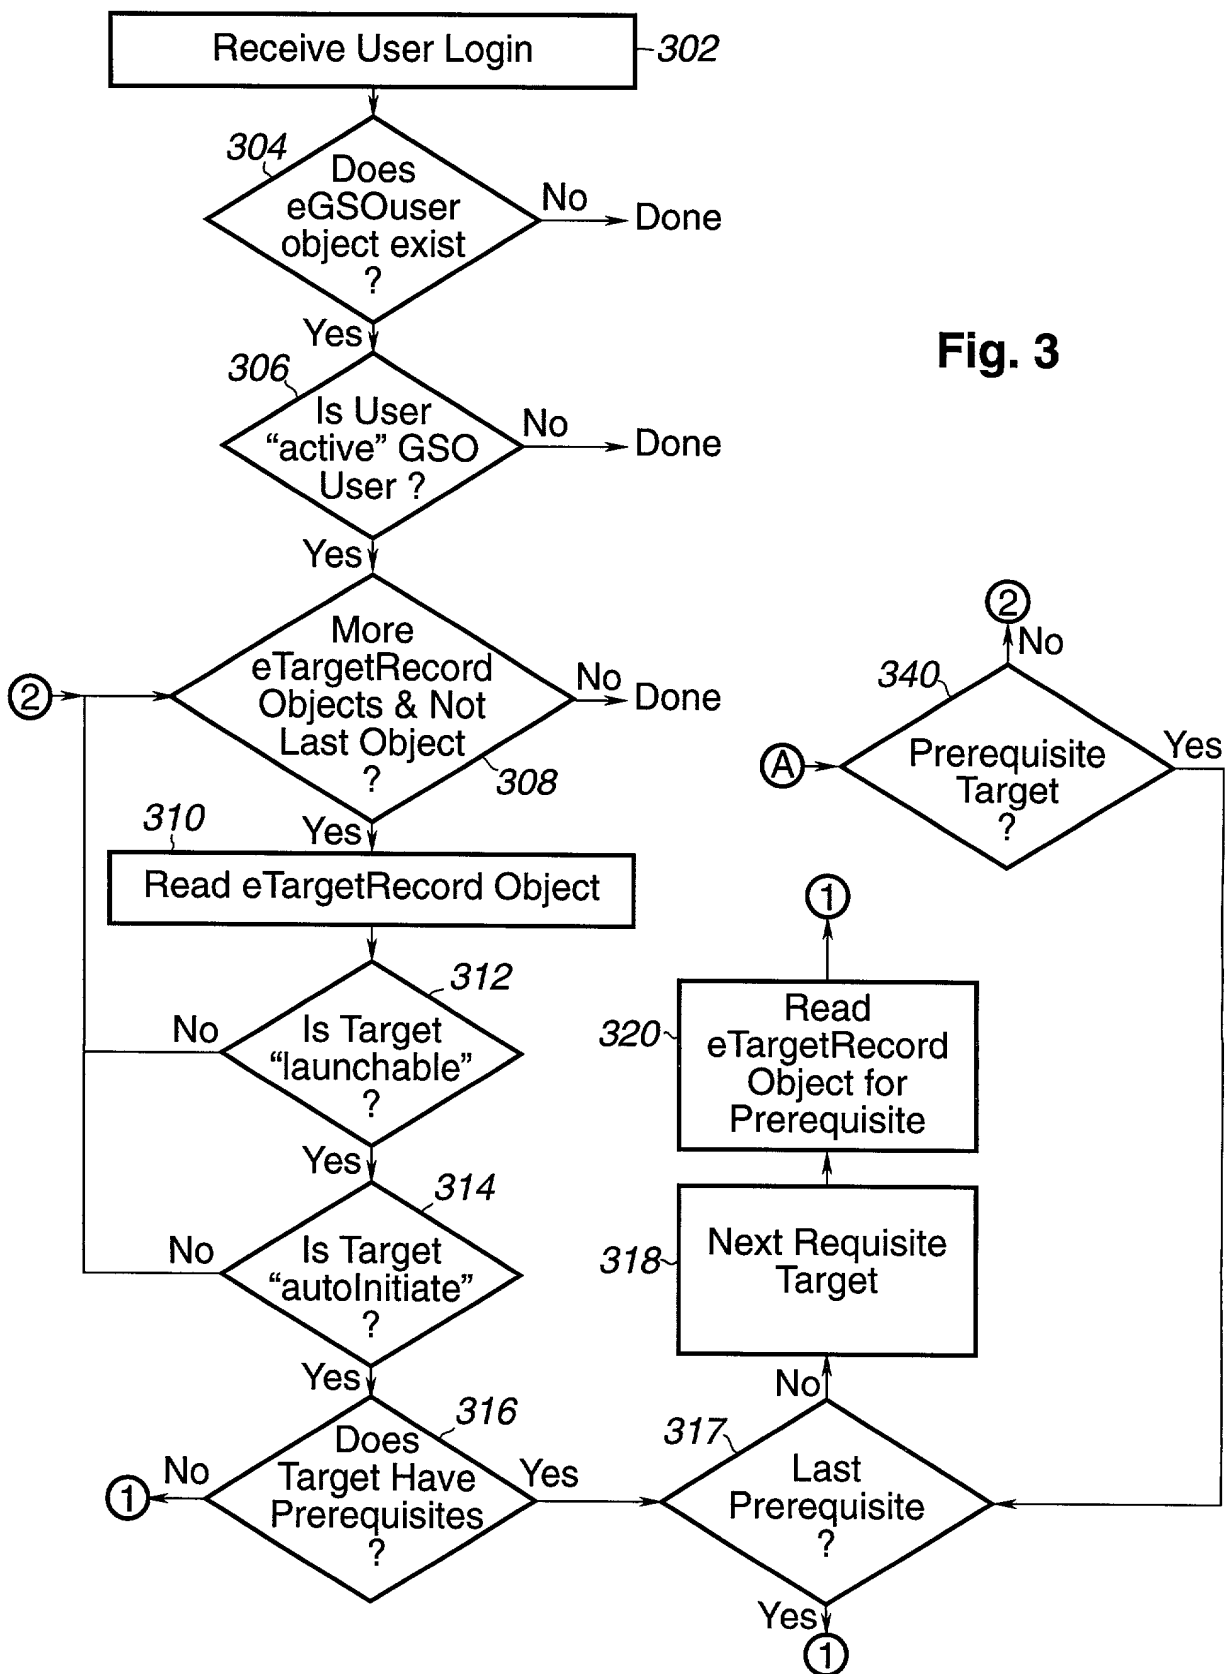 Receive User Login
302
304
Does
eGSOuser
object exist
?
No
Done
Yes
Fig. 3
306
Is User
“active” GSO
User ?
No
Done
Yes
2
More
eTargetRecord
Objects & Not
Last Object
?
No
Done
308
Yes
310
Read eTargetRecord Object
312
Is Target
“launchable”
?
No
Yes
314
Is Target
“autoInitiate”
?
No
Yes
316
Does
Target Have
Prerequisites
?
No
1
Yes
2
No
340
A
Prerequisite
Target
?
Yes
1
320
Read
eTargetRecord
Object for
Prerequisite
318
Next Requisite
Target
No
317
Last
Prerequisite
?
Yes
1